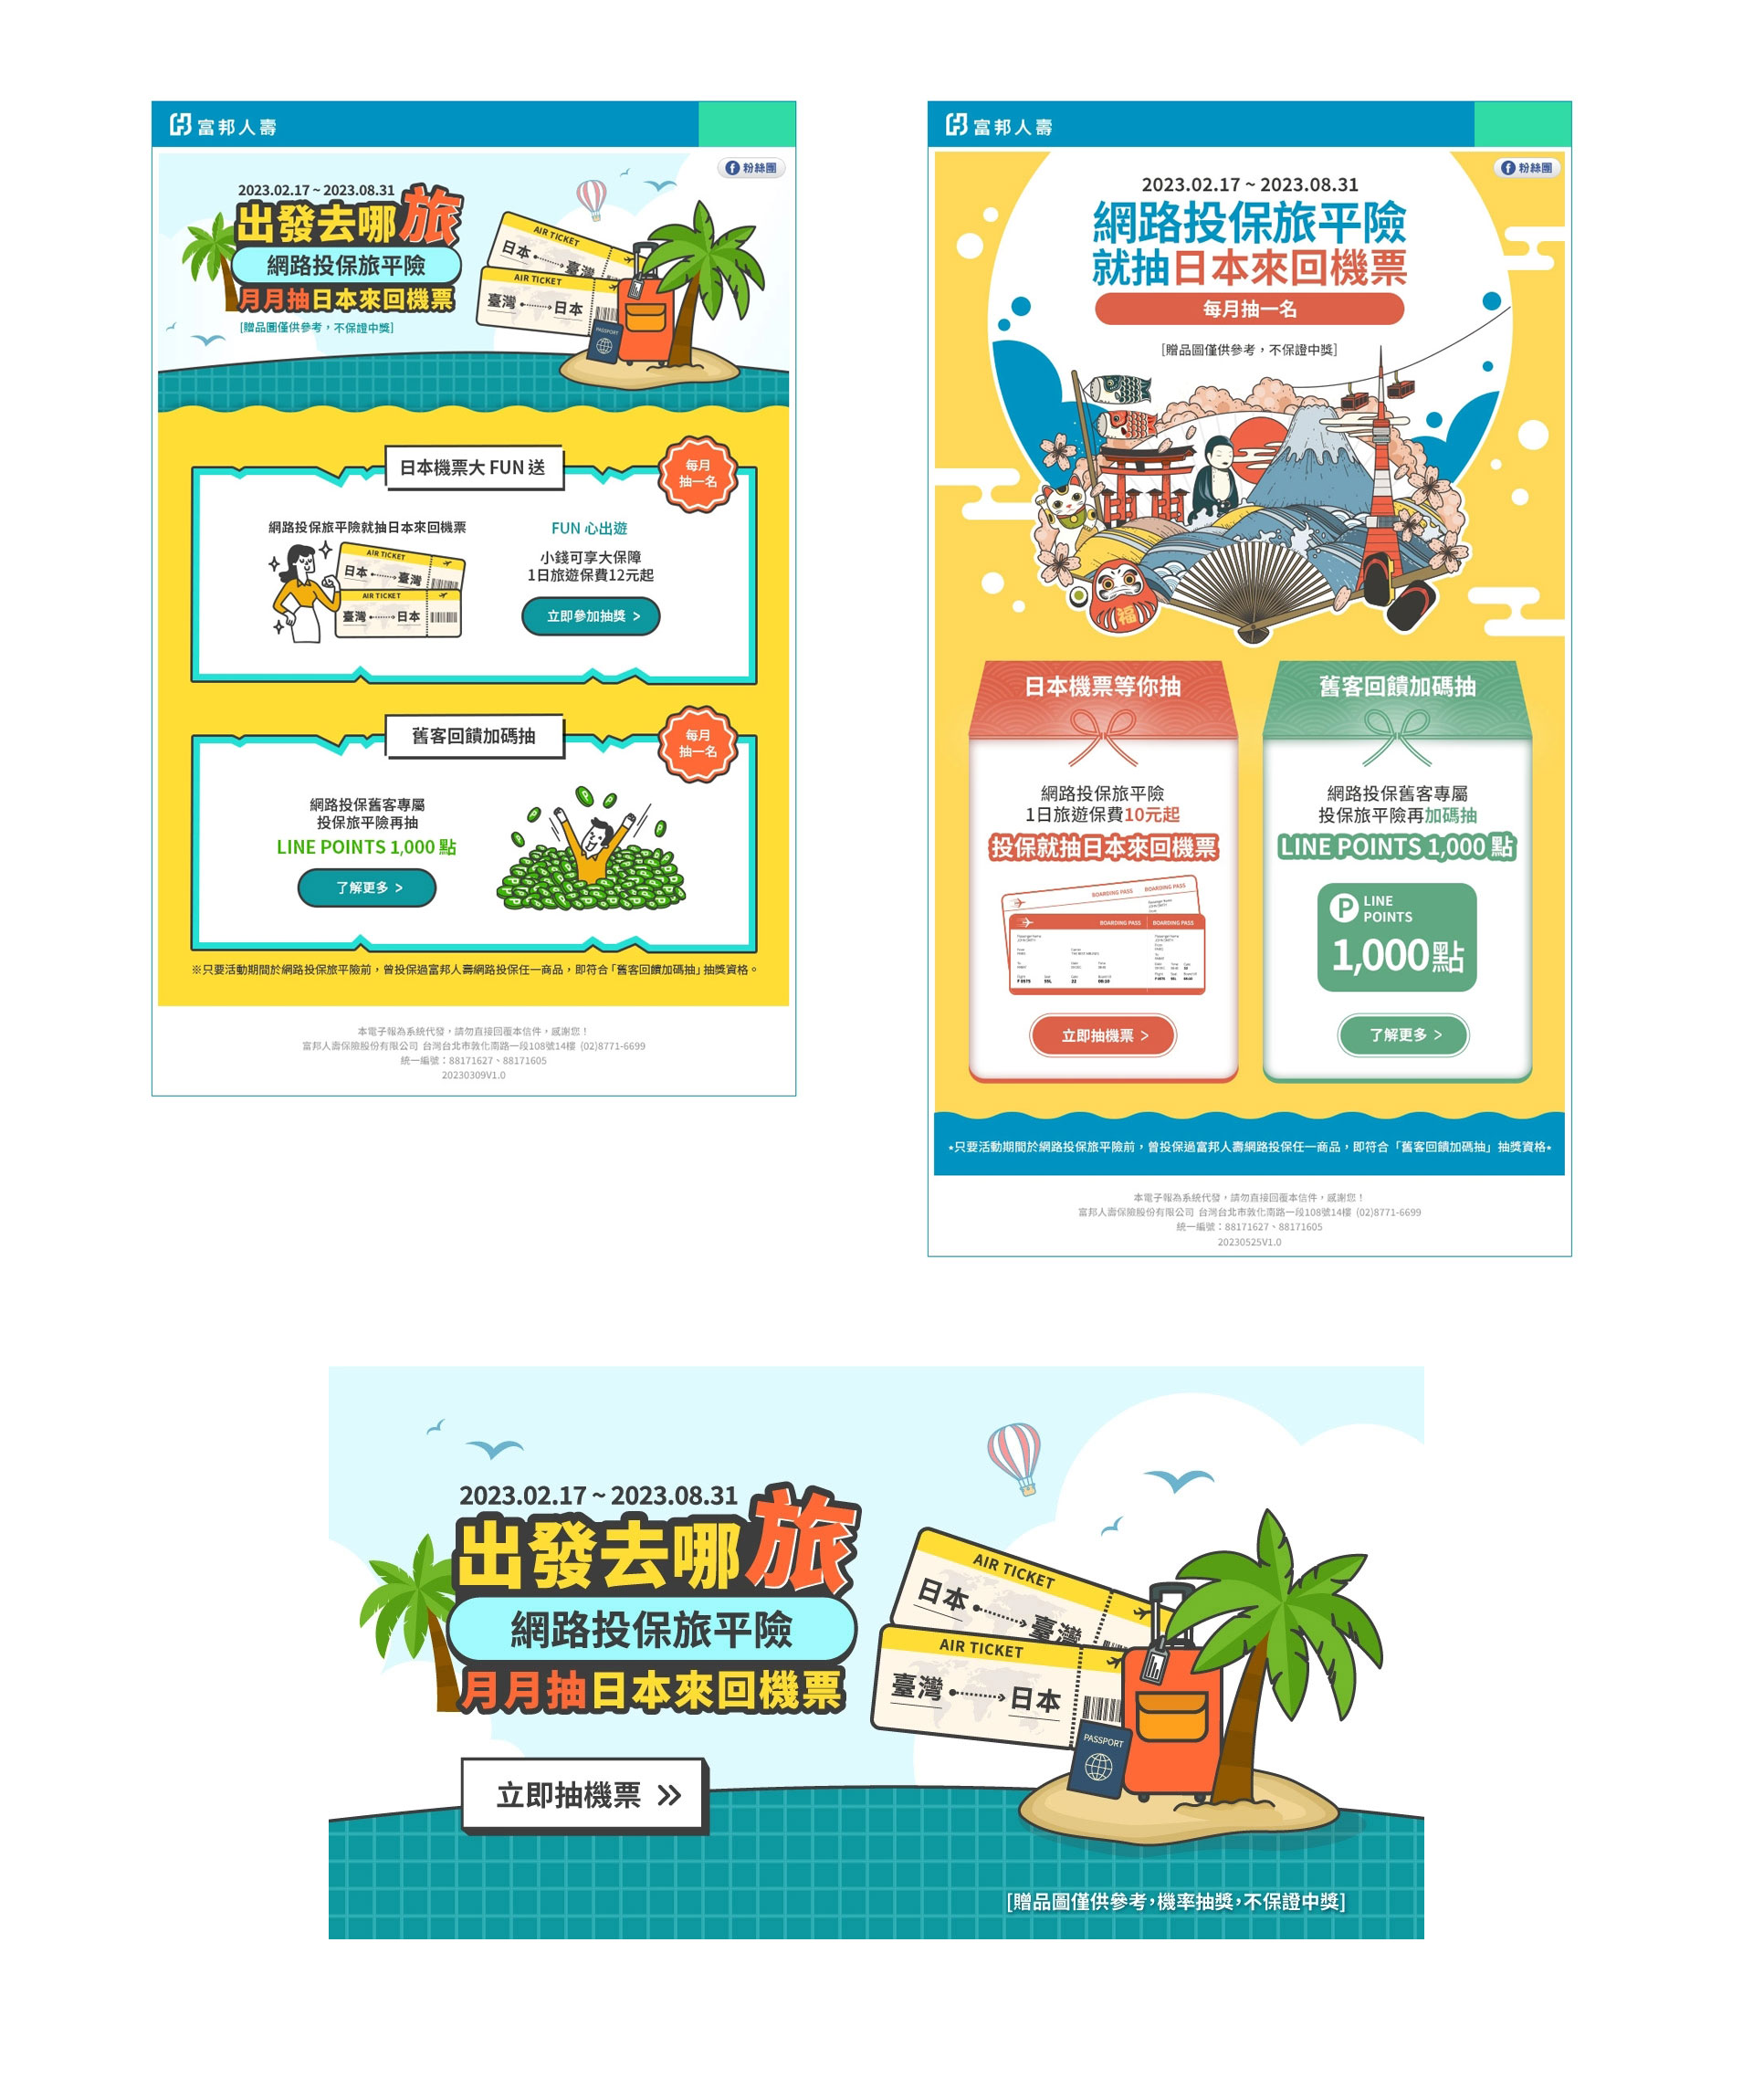 富邦人壽
粉絲團
2023.02.17 ~ 2023.08.31
出發去哪旅
網路投保旅平險
月月抽日本來回機票
[贈品圖僅供參考，不保證中獎]
AIR TICKET
日本 臺灣
AIR TICKET
臺灣 日本
PASSPORT
日本機票大 FUN 送
每月
抽一名
網路投保旅平險就抽日本來回機票
AIR TICKET
日本 臺灣
AIR TICKET
臺灣 日本
FUN 心出遊
小錢可享大保障
1日旅遊保費12元起
立即參加抽獎 >
舊客回饋加碼抽
每月
抽一名
網路投保舊客專屬
投保旅平險再抽
LINE POINTS 1,000 點
了解更多 >
※只要活動期間於網路投保旅平險前，曾投保過富邦人壽網路投保任一商品，即符合「舊客回饋加碼抽」抽獎資格。
本電子報為系統代發，請勿直接回覆本信件，感謝您！
富邦人壽保險股份有限公司 台灣台北市敦化南路一段108號14樓 (02)8771-6699
統一編號：88171627、88171605
20230309V1.0
富邦人壽
粉絲團
2023.02.17 ~ 2023.08.31
網路投保旅平險
就抽日本來回機票
每月抽一名
[贈品圖僅供參考，不保證中獎]
福
日本機票等你抽
網路投保旅平險
1日旅遊保費10元起
投保就抽日本來回機票
BOARDING PASS BOARDING PASS
BOARDING PASS BOARDING PASS
立即抽機票 >
舊客回饋加碼抽
網路投保舊客專屬
投保旅平險再加碼抽
LINE POINTS 1,000 點
P LINE
POINTS
1,000點
了解更多 >
*只要活動期間於網路投保旅平險前，曾投保過富邦人壽網路投保任一商品，即符合「舊客回饋加碼抽」抽獎資格*
本電子報為系統代發，請勿直接回覆本信件，感謝您！
富邦人壽保險股份有限公司 台灣台北市敦化南路一段108號14樓 (02)8771-6699
統一編號：88171627、88171605
20230525V1.0
2023.02.17 ~ 2023.08.31
出發去哪旅
網路投保旅平險
月月抽日本來回機票
立即抽機票 »
AIR TICKET
日本 臺灣
AIR TICKET
臺灣 日本
PASSPORT
[贈品圖僅供參考，機率抽獎，不保證中獎]